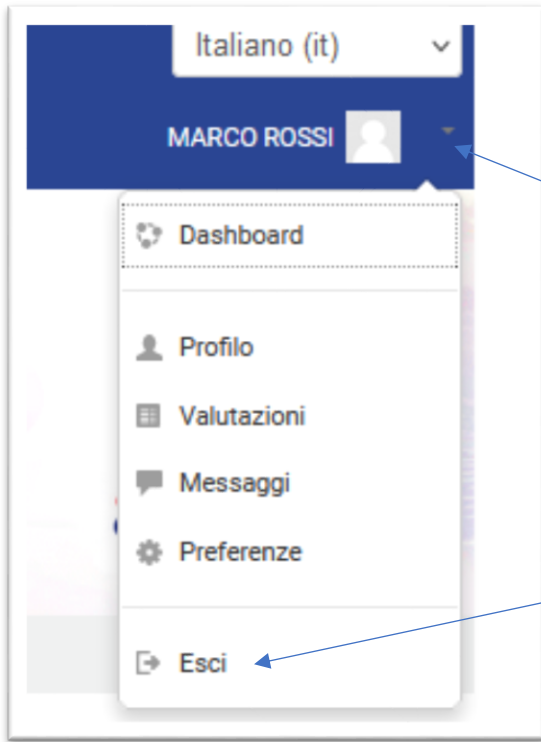 Italiano (it)
MARCO ROSSI
Dashboard
Profilo
Valutazioni
Messaggi
Preferenze
Esci